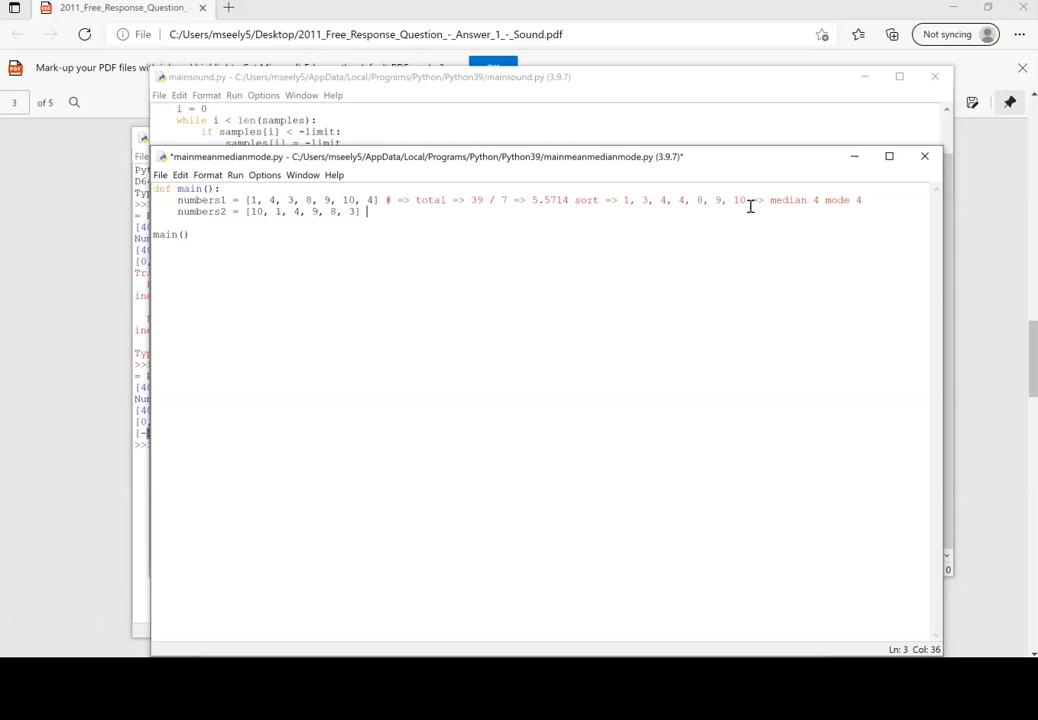 2011_Free_Response_Question_-
File
C:/Users/mseely5/Desktop/2011_Free_Response_Question_-_Answer_1_-_Sound.pdf
Not syncing
Mark up your PDF files
3 of 5
mainsound.py - C:/Users/mseely5/AppData/Local/Programs/Python/Python39/mainsound.py (3.9.7)
File Edit Format Run Options Window Help
i = 0
while i < len(samples):
if samples[i] < -limit:
samples[i] = -limit
*mainmeanmedianmode.py - C:/Users/mseely5/AppData/Local/Programs/Python/Python39/mainmeanmedianmode.py (3.9.7)*
File Edit Format Run Options Window Help
def main():
numbers1 = [1, 4, 3, 8, 9, 10, 4] # => total => 39 / 7 => 5.5714 sort => 1, 3, 4, 4, 8, 9, 10 => median 4 mode 4
numbers2 = [10, 1, 4, 9, 8, 3]
main()
Ln: 3 Col: 36